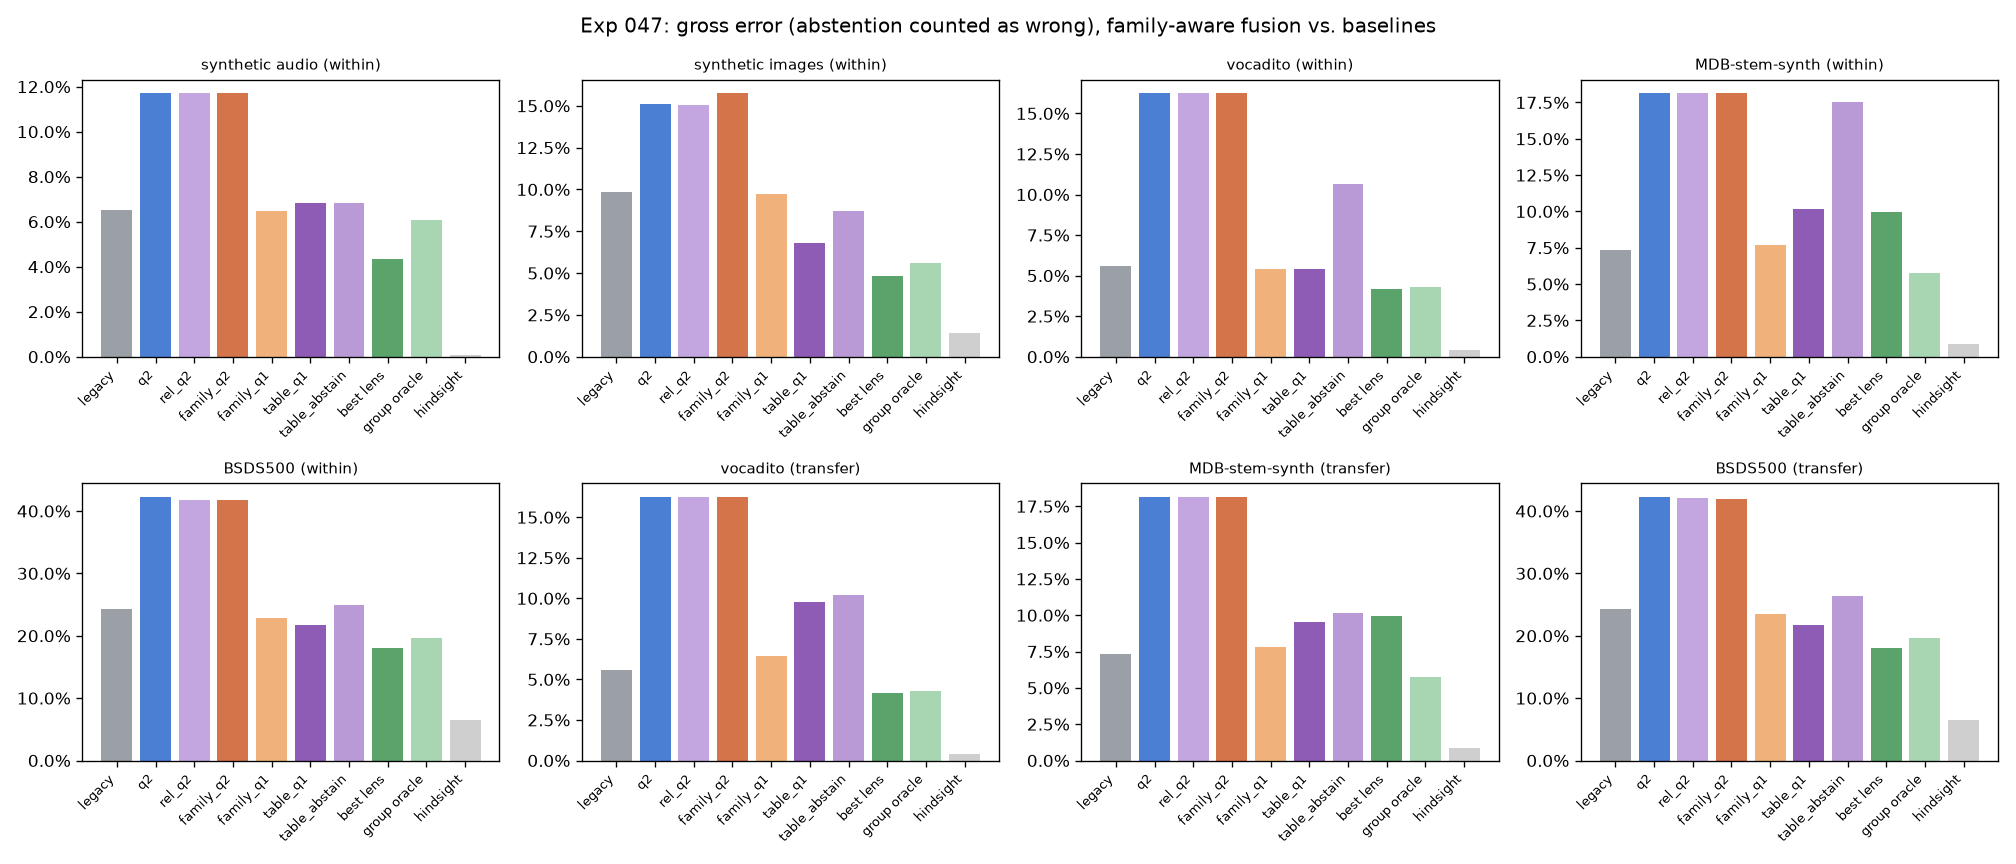 Exp 047: gross error (abstention counted as wrong), family-aware fusion vs. baselines
synthetic audio (within)
12.0%
10.0%
8.0%
6.0%
4.0%
2.0%
0.0%
legacy
q2
rel_q2
family_q2
family_q1
table_q1
table_abstain
best lens
group oracle
hindsight
synthetic images (within)
15.0%
12.5%
10.0%
7.5%
5.0%
2.5%
0.0%
legacy
q2
rel_q2
family_q2
family_q1
table_q1
table_abstain
best lens
group oracle
hindsight
vocadito (within)
15.0%
12.5%
10.0%
7.5%
5.0%
2.5%
0.0%
legacy
q2
rel_q2
family_q2
family_q1
table_q1
table_abstain
best lens
group oracle
hindsight
MDB-stem-synth (within)
17.5%
15.0%
12.5%
10.0%
7.5%
5.0%
2.5%
0.0%
legacy
q2
rel_q2
family_q2
family_q1
table_q1
table_abstain
best lens
group oracle
hindsight
BSDS500 (within)
40.0%
30.0%
20.0%
10.0%
0.0%
legacy
q2
rel_q2
family_q2
family_q1
table_q1
table_abstain
best lens
group oracle
hindsight
vocadito (transfer)
15.0%
12.5%
10.0%
7.5%
5.0%
2.5%
0.0%
legacy
q2
rel_q2
family_q2
family_q1
table_q1
table_abstain
best lens
group oracle
hindsight
MDB-stem-synth (transfer)
17.5%
15.0%
12.5%
10.0%
7.5%
5.0%
2.5%
0.0%
legacy
q2
rel_q2
family_q2
family_q1
table_q1
table_abstain
best lens
group oracle
hindsight
BSDS500 (transfer)
40.0%
30.0%
20.0%
10.0%
0.0%
legacy
q2
rel_q2
family_q2
family_q1
table_q1
table_abstain
best lens
group oracle
hindsight